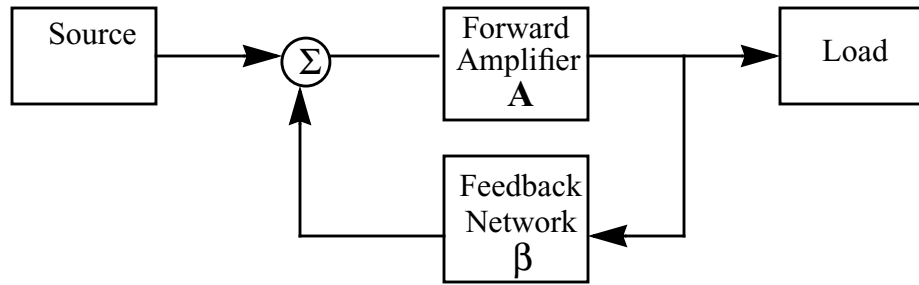 Source
Σ
Forward
Amplifier
A
Load
Feedback
Network
β